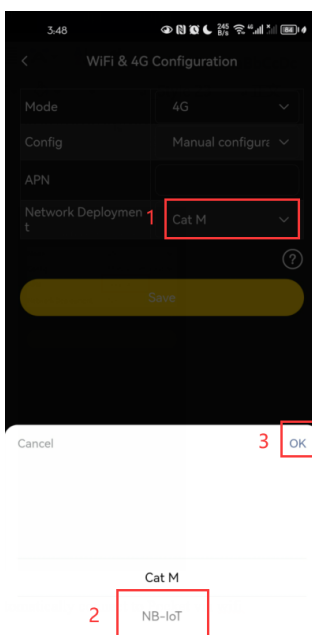 3:48
245 B/s 4G 84
WiFi & 4G Configuration
Mode 4G
Config Manual configura
APN
Network Deploymen
t
1 Cat M
?
Save
Cancel 3 OK
Cat M
2 NB-IoT